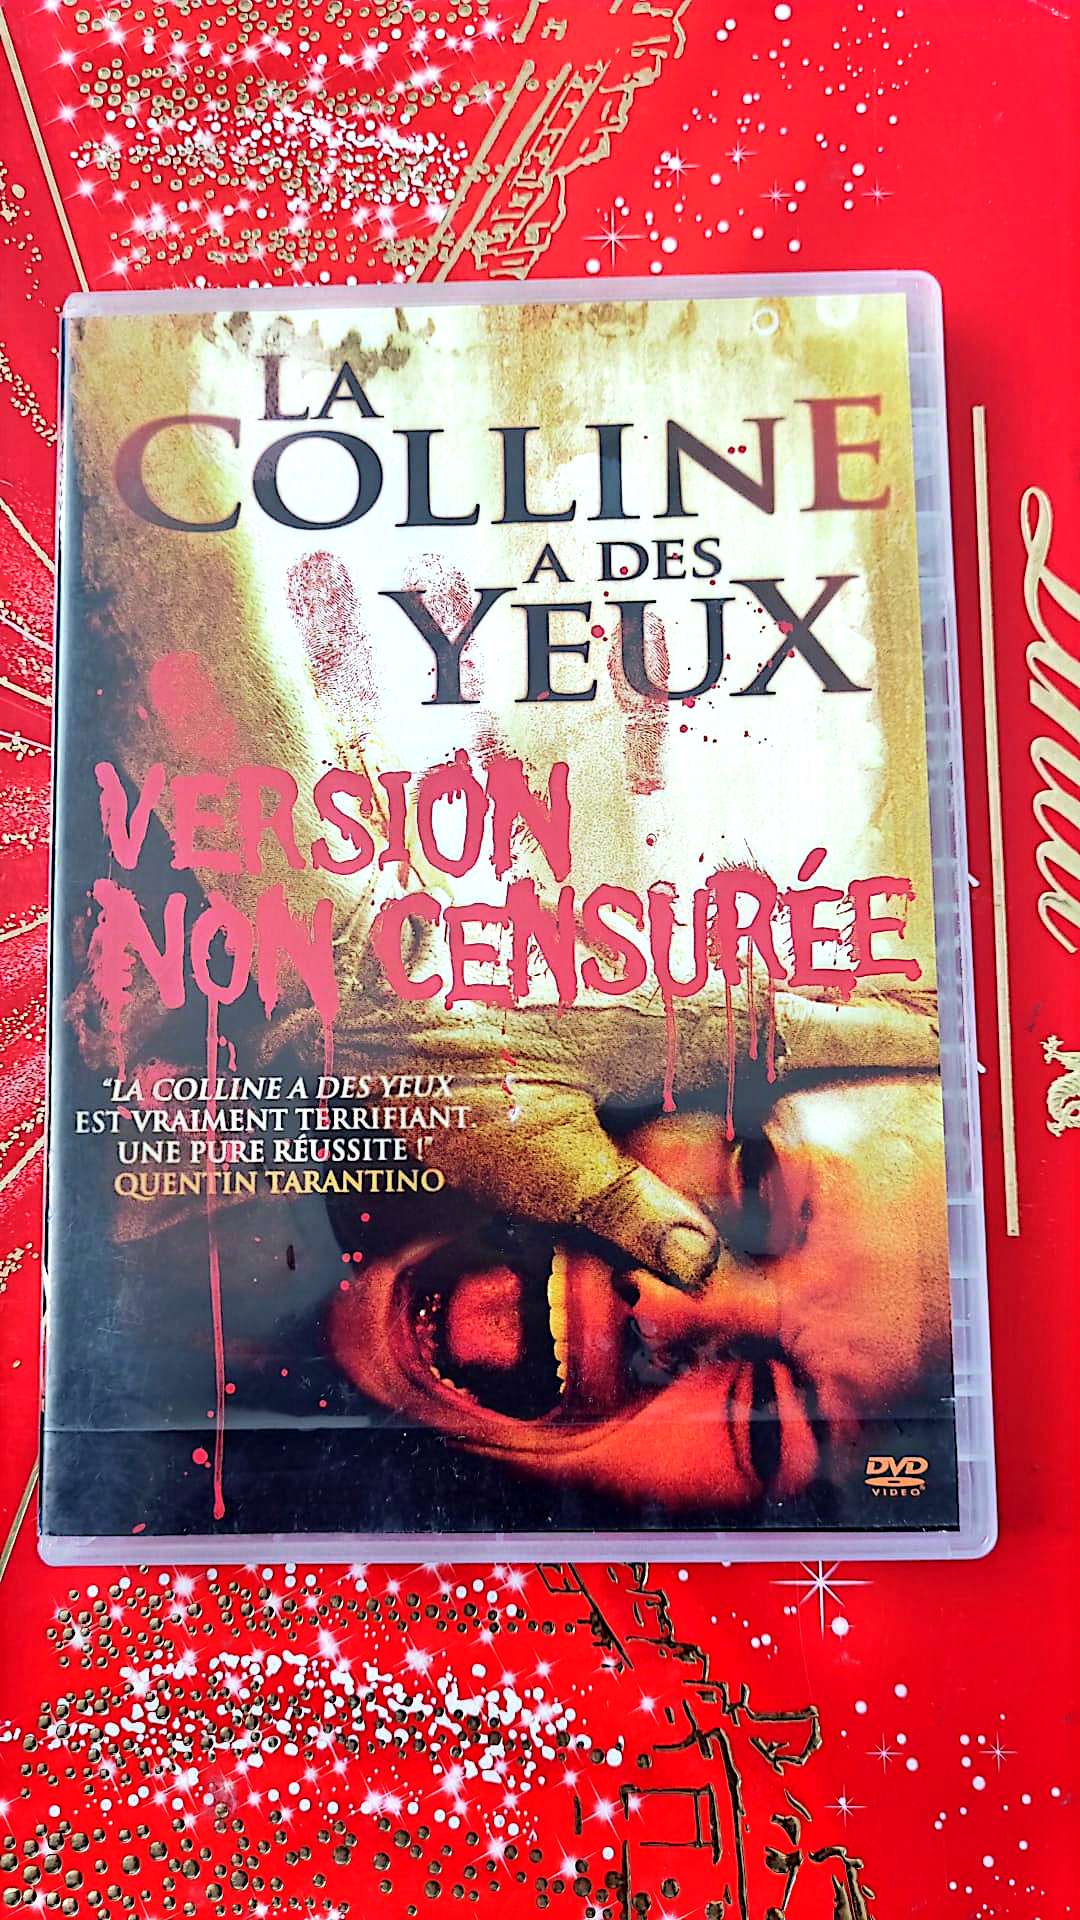 LA
COLLINE
A DES
YEUX
VERSION
NON CENSURÉE
“LA COLLINE A DES YEUX
EST VRAIMENT TERRIFIANT.
UNE PURE RÉUSSITE !”
QUENTIN TARANTINO
DVD
VIDEO